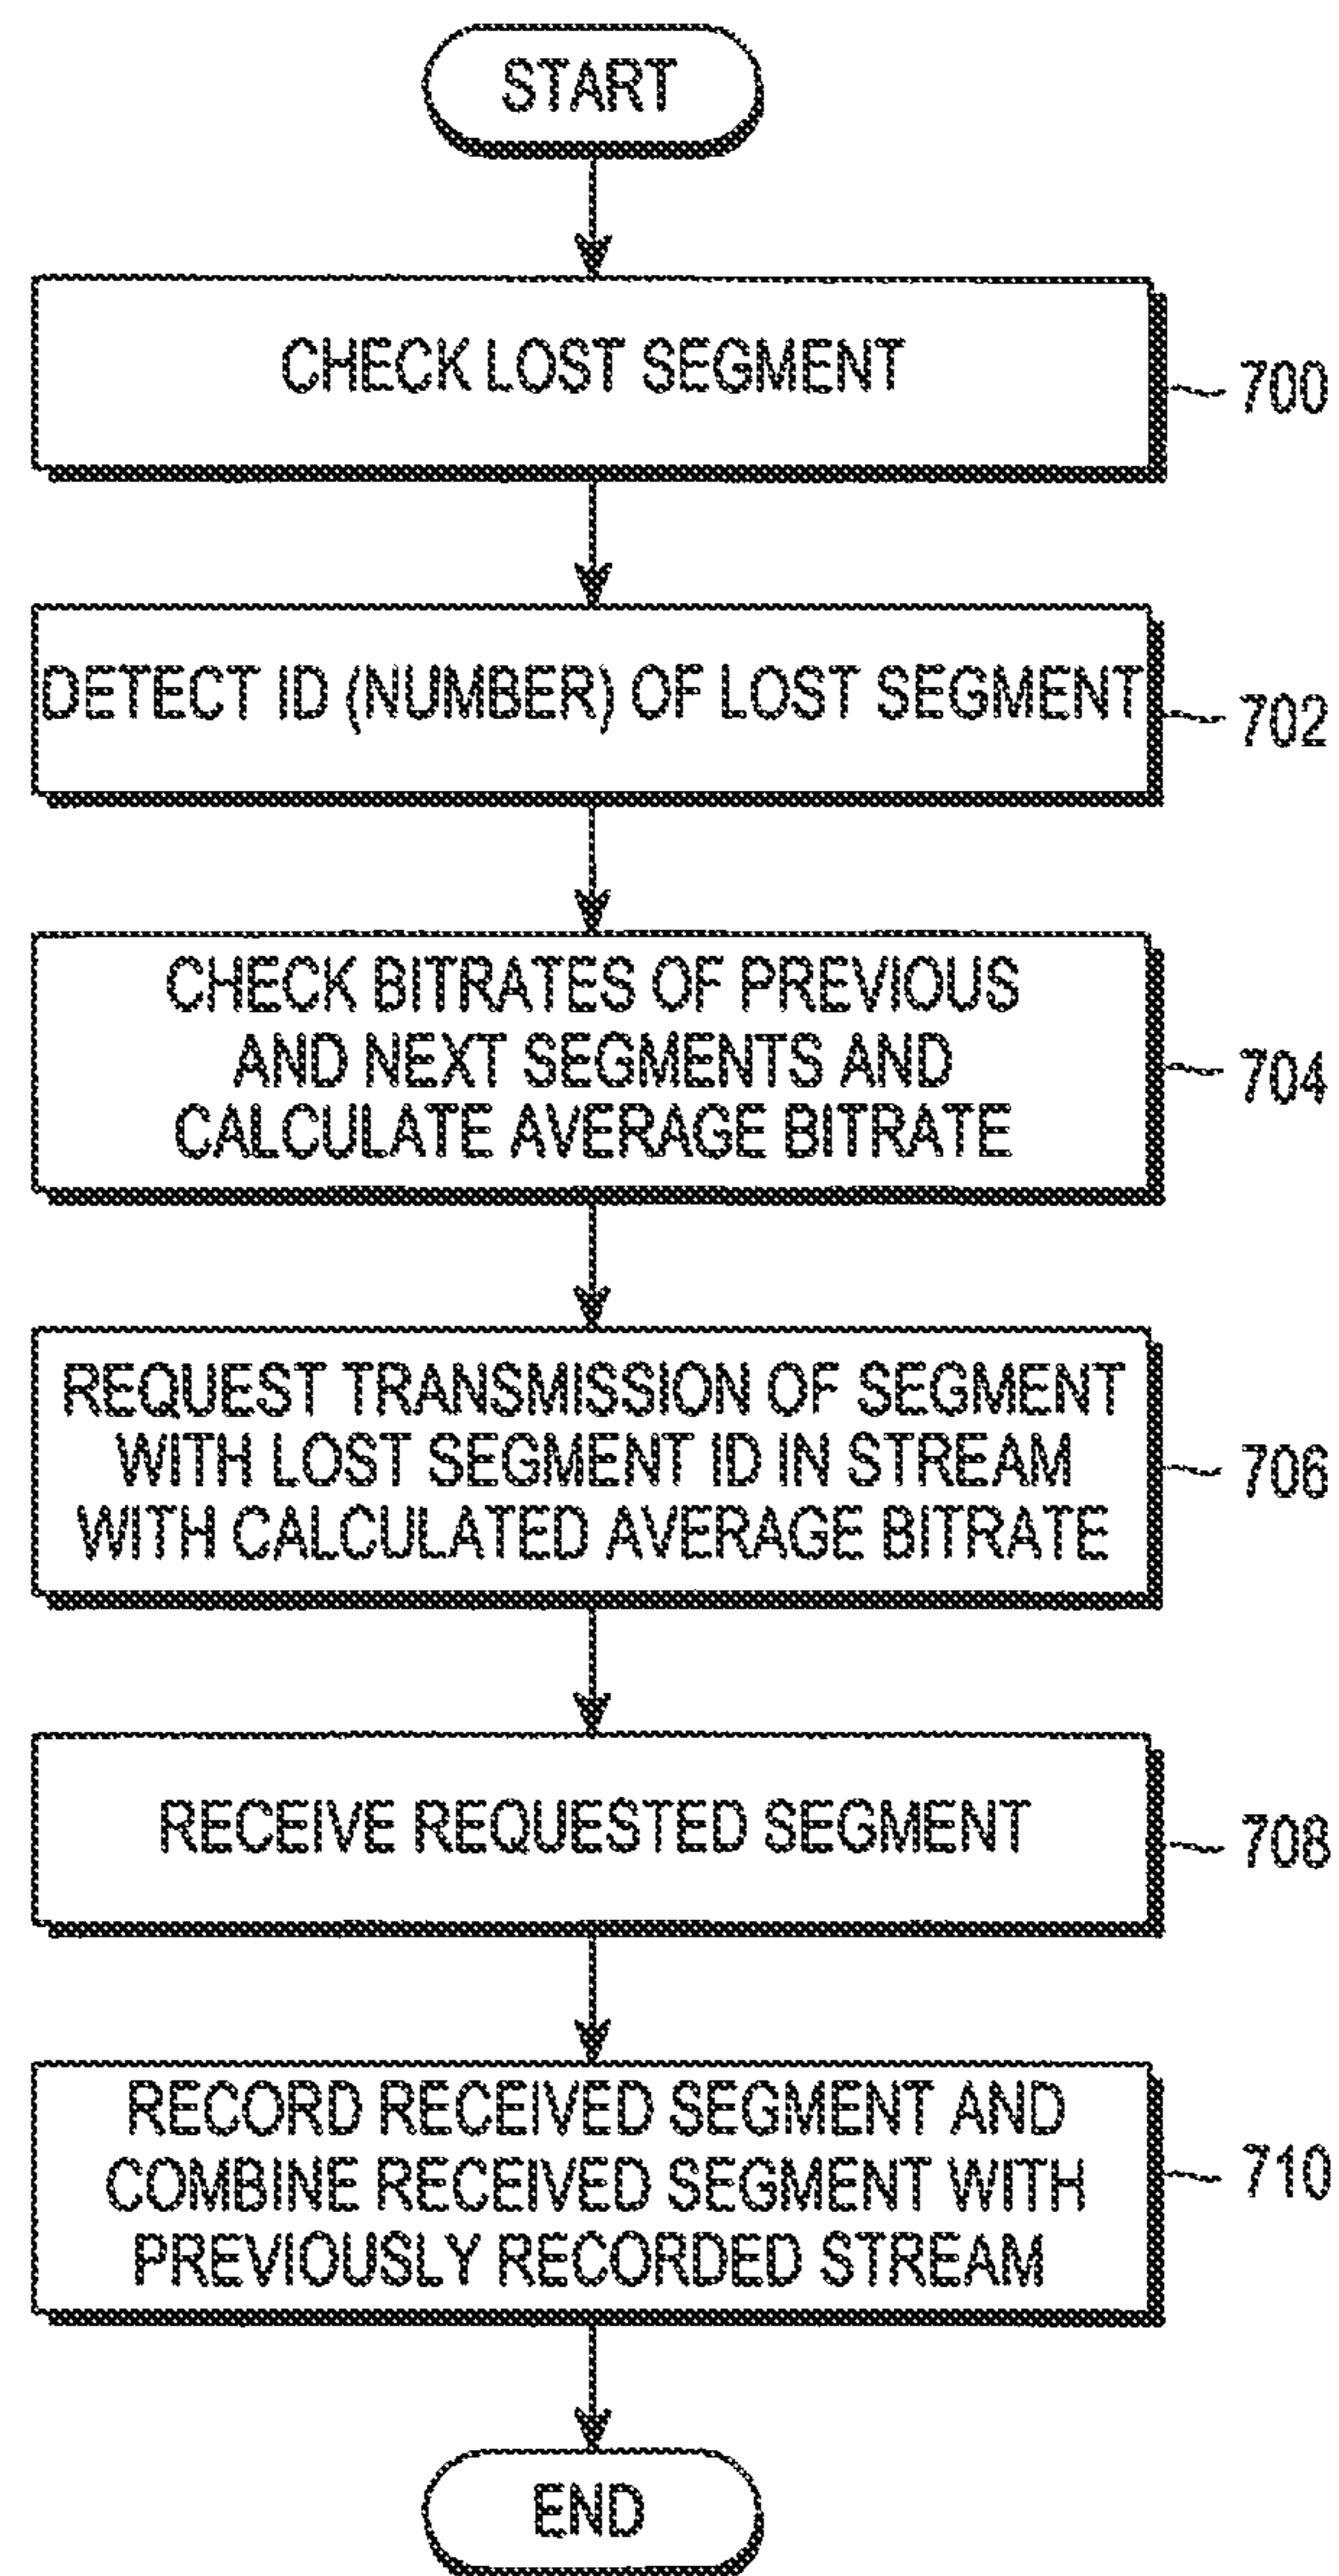 START
CHECK LOST SEGMENT
700
DETECT ID (NUMBER) OF LOST SEGMENT
702
CHECK BITRATES OF PREVIOUS
AND NEXT SEGMENTS AND
CALCULATE AVERAGE BITRATE
704
REQUEST TRANSMISSION OF SEGMENT
WITH LOST SEGMENT ID IN STREAM
WITH CALCULATED AVERAGE BITRATE
706
RECEIVE REQUESTED SEGMENT
708
RECORD RECEIVED SEGMENT AND
COMBINE RECEIVED SEGMENT WITH
PREVIOUSLY RECORDED STREAM
710
END